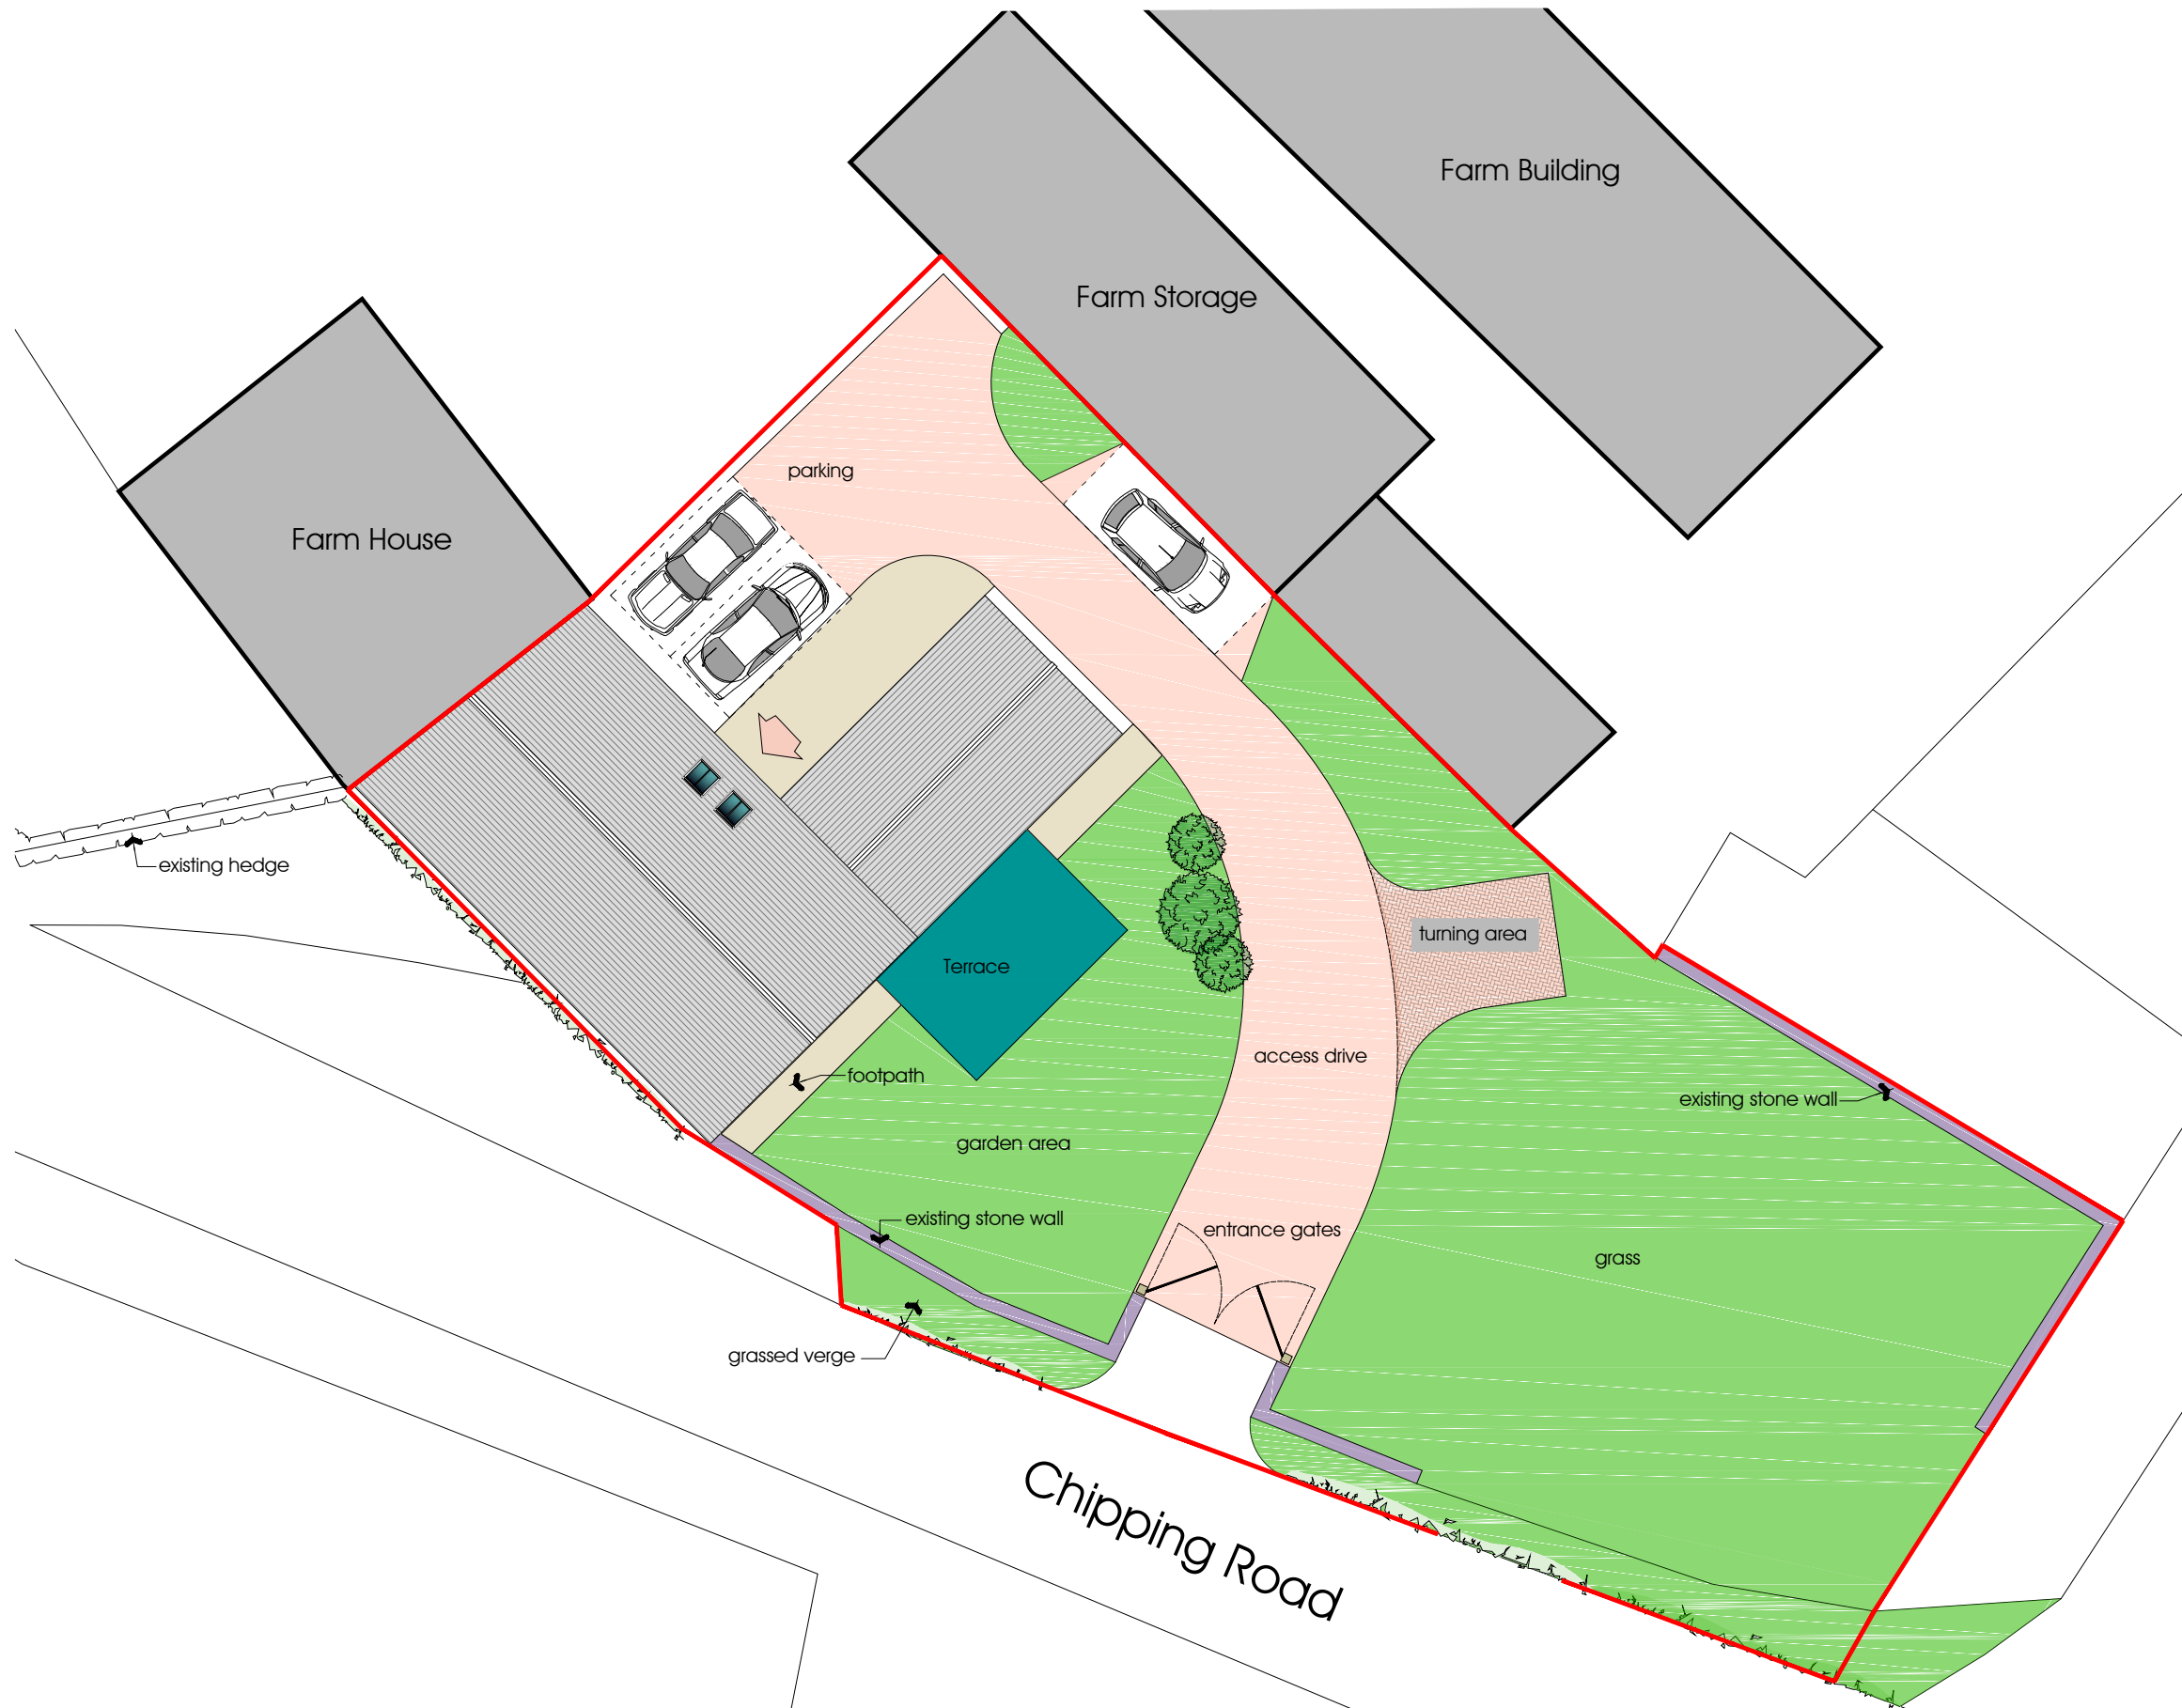 Farm Building
Farm Storage
parking
Farm House
existing hedge
turning area
Terrace
access drive
footpath
existing stone wall
garden area
existing stone wall
entrance gates
grass
grassed verge
Chipping Road